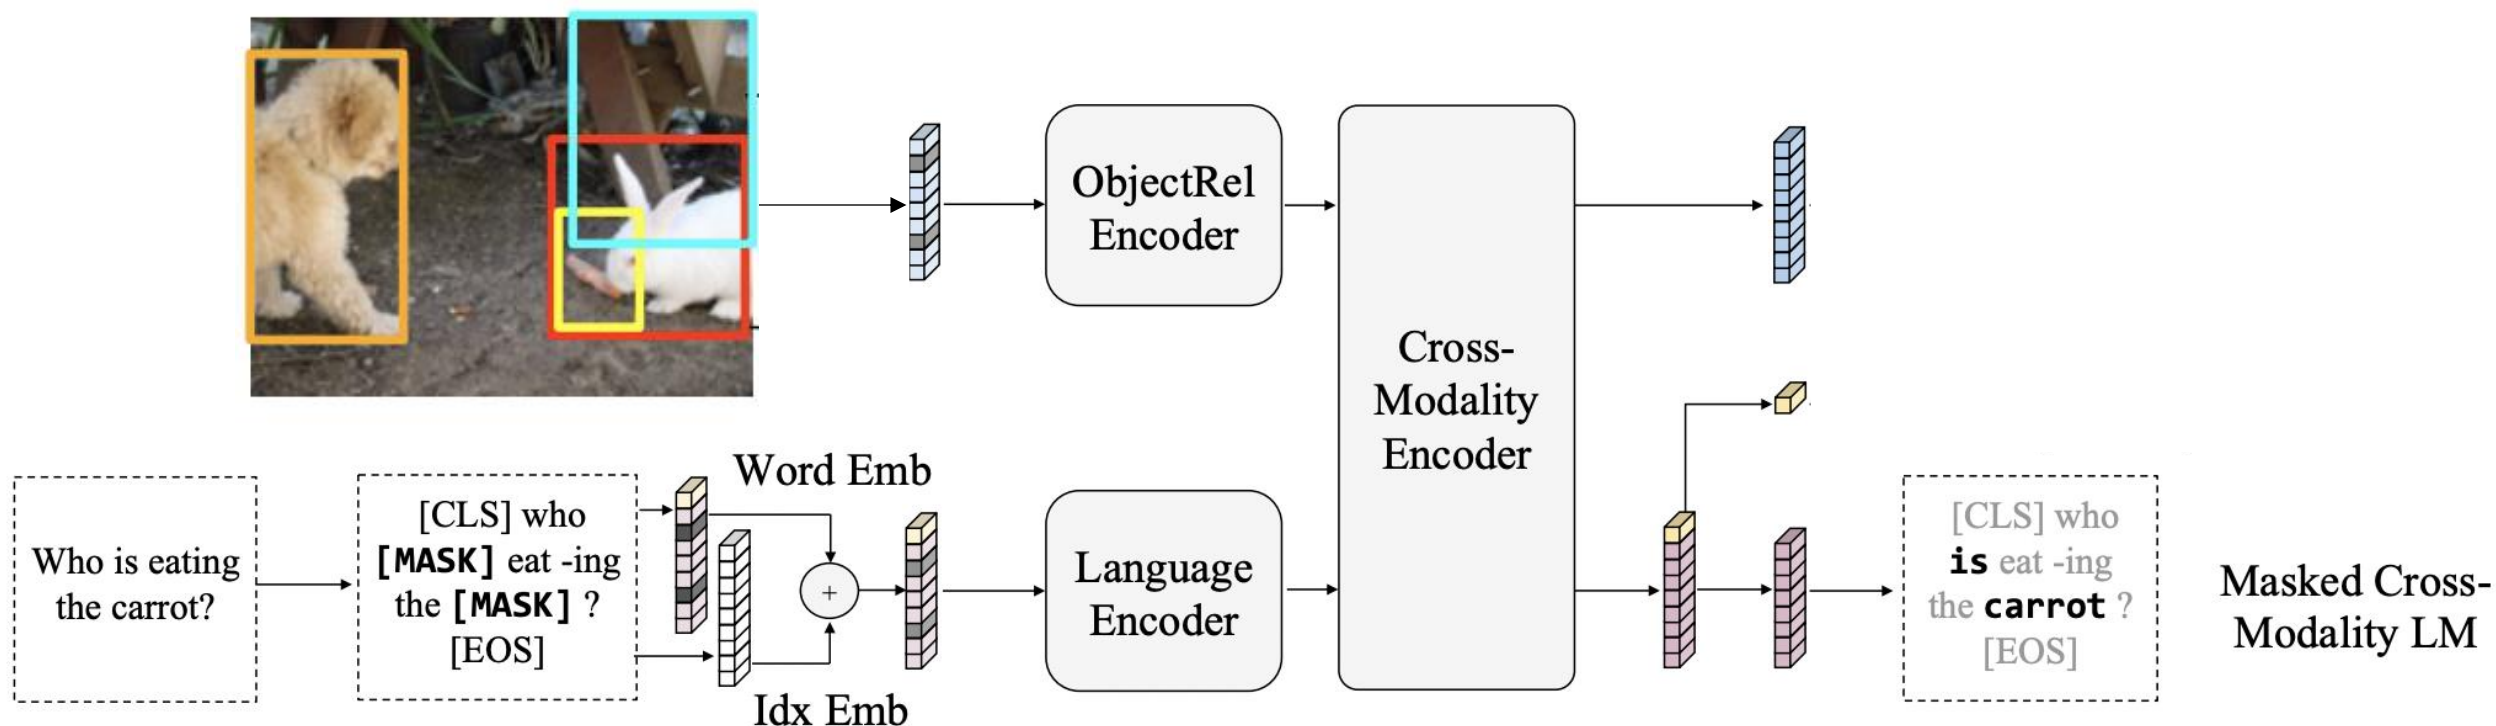 ObjectRel
Encoder
Cross-
Modality
Encoder
Word Emb
Who is eating
the carrot?
[CLS] who
[MASK] eat -ing
the [MASK] ?
[EOS]
+
Idx Emb
Language
Encoder
[CLS] who
is eat -ing
the carrot ?
[EOS]
Masked Cross-
Modality LM